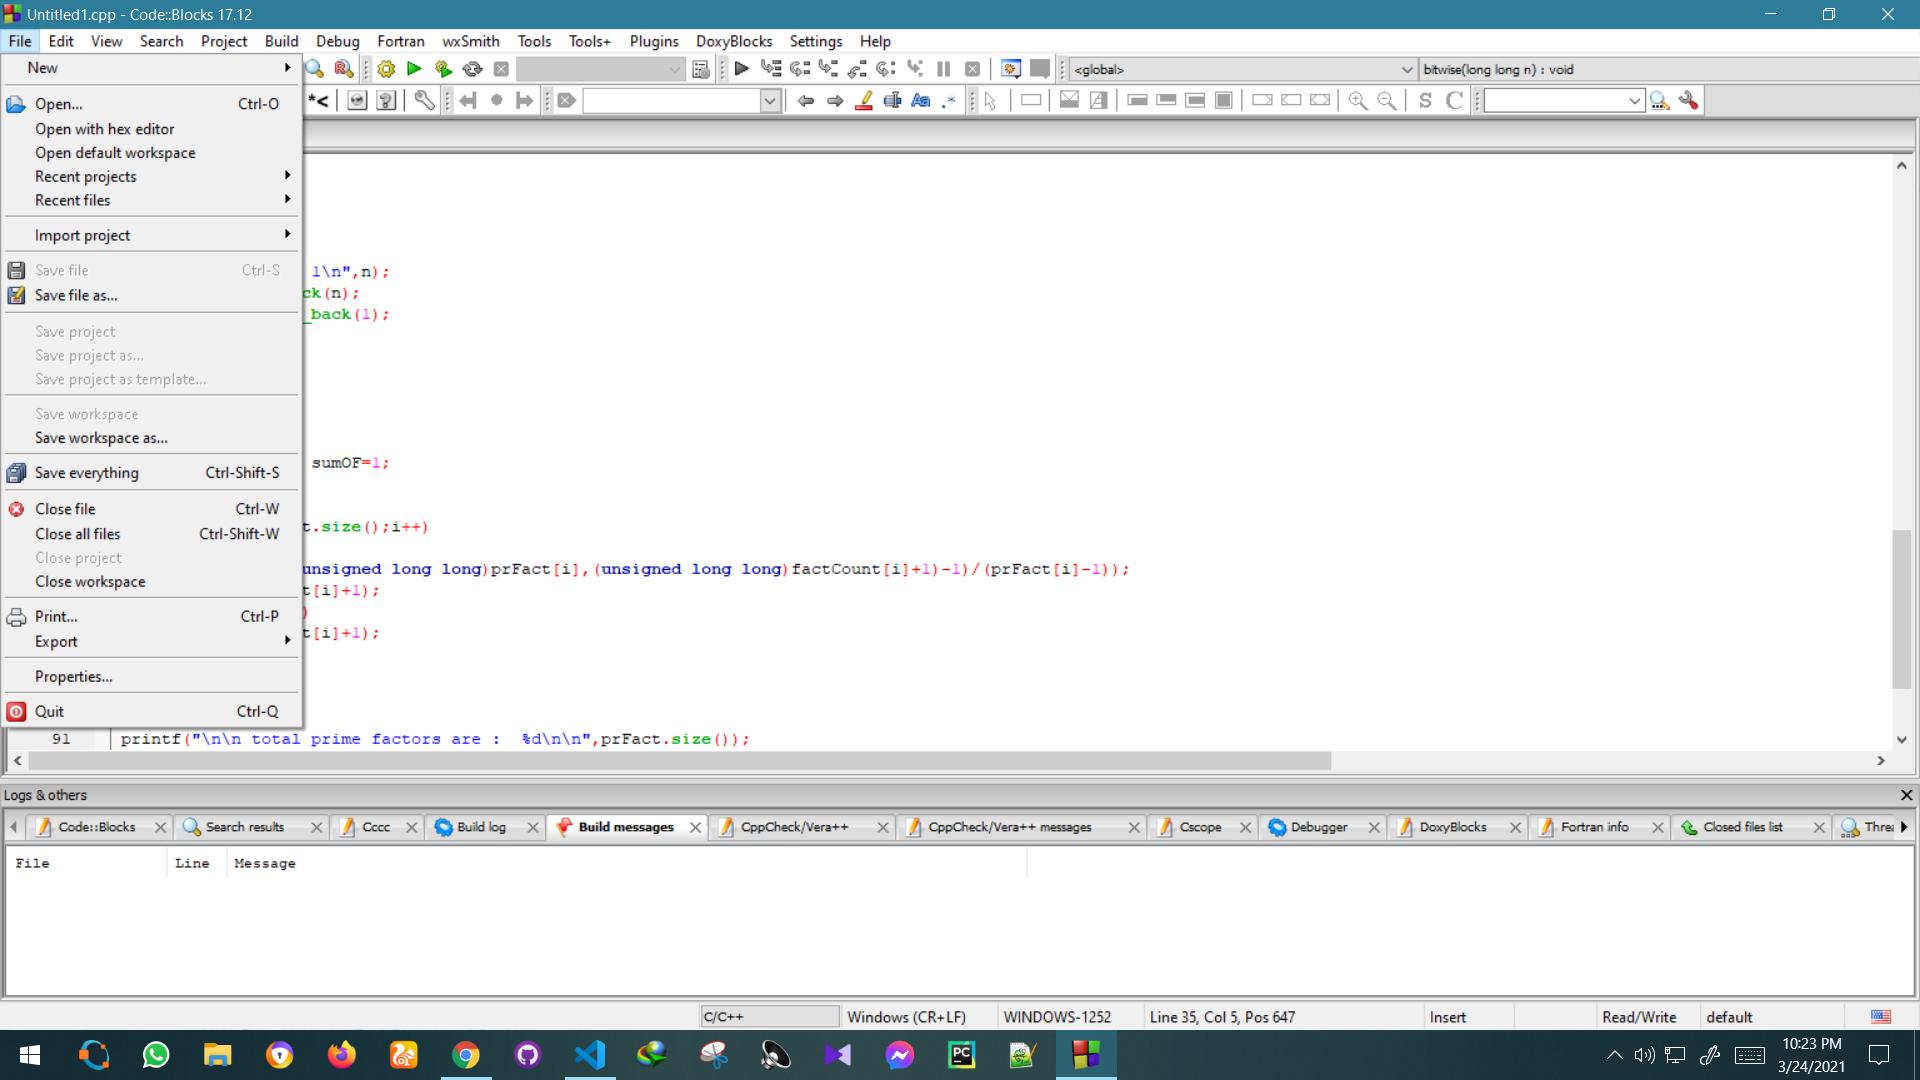 Untitled1.cpp - Code::Blocks 17.12
File Edit View Search Project Build Debug Fortran wxSmith Tools Tools+ Plugins DoxyBlocks Settings Help
<global> bitwise(long long n) : void
New
Open... Ctrl-O
Open with hex editor
Open default workspace
Recent projects
Recent files
Import project
Save file Ctrl-S
Save file as...
Save project
Save project as...
Save project as template...
Save workspace
Save workspace as...
Save everything Ctrl-Shift-S
Close file Ctrl-W
Close all files Ctrl-Shift-W
Close project
Close workspace
Print... Ctrl-P
Export
Properties...
Quit Ctrl-Q
*<
Aa .* S C
1\n",n);
ck(n);
_back(1);
sumOF=1;
t.size();i++)
unsigned long long)prFact[i],(unsigned long long)factCount[i]+1)-1)/(prFact[i]-1));
t[i]+1);
)
t[i]+1);
91 printf("\n\n total prime factors are :  %d\n\n",prFact.size());
Logs & others
Code::Blocks Search results Cccc Build log Build messages CppCheck/Vera++ CppCheck/Vera++ messages Cscope Debugger DoxyBlocks Fortran info Closed files list Threa
File Line Message
C/C++ Windows (CR+LF) WINDOWS-1252 Line 35, Col 5, Pos 647 Insert Read/Write default
PC
10:23 PM
3/24/2021